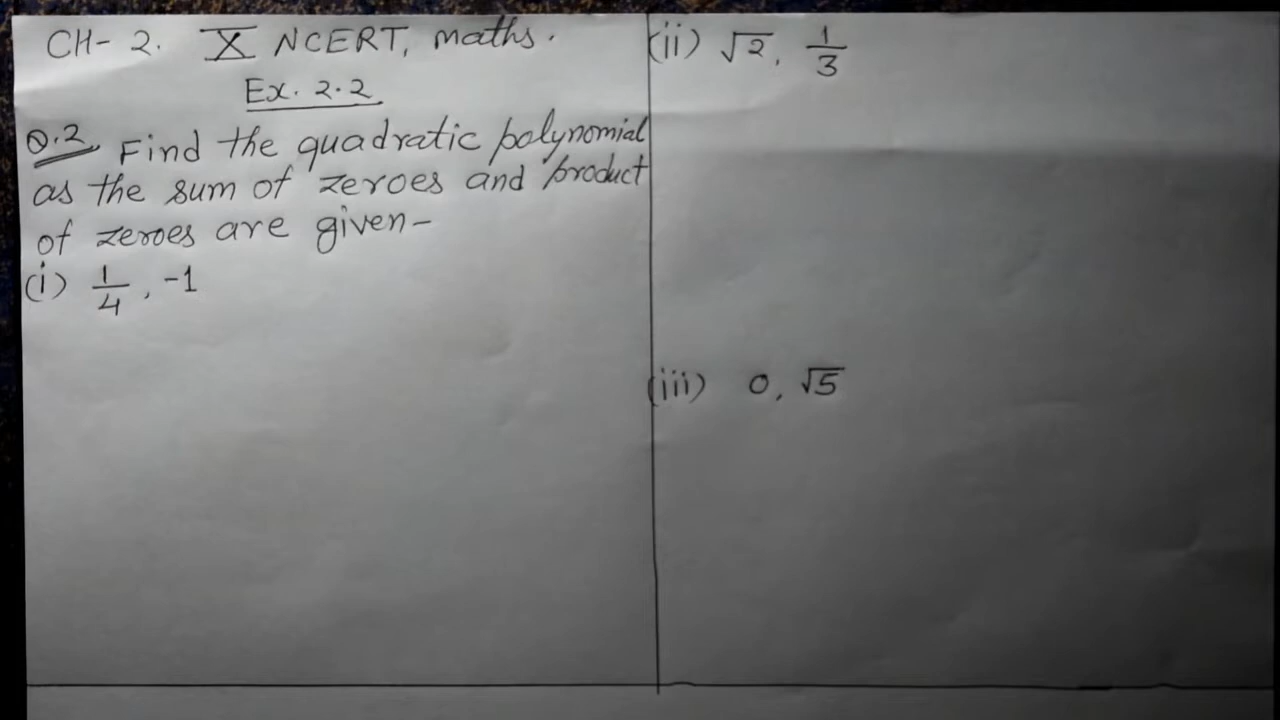 CH- 2. X NCERT, maths.
Ex. 2.2
Q.2. Find the quadratic polynomial
as the sum of zeroes and product
of zeroes are given-
(i) 1/4, -1
(ii) √2, 1/3
(iii) 0, √5